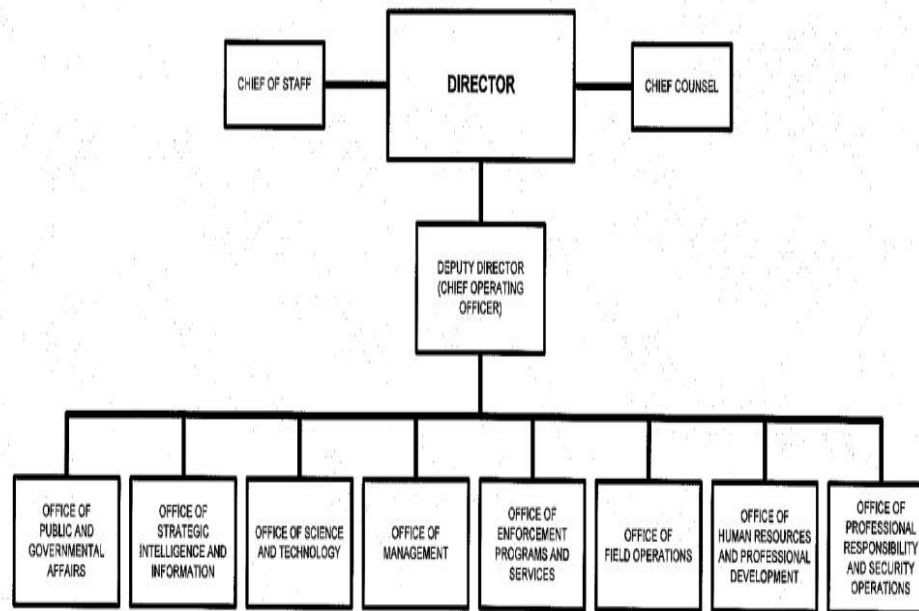 CHIEF OF STAFF
DIRECTOR
CHIEF COUNSEL
DEPUTY DIRECTOR
(CHIEF OPERATING
OFFICER)
OFFICE OF
PUBLIC AND
GOVERNMENTAL
AFFAIRS
OFFICE OF
STRATEGIC
INTELLIGENCE AND
INFORMATION
OFFICE OF SCIENCE
AND TECHNOLOGY
OFFICE OF
MANAGEMENT
OFFICE OF
ENFORCEMENT
PROGRAMS AND
SERVICES
OFFICE OF
FIELD OPERATIONS
OFFICE OF
HUMAN RESOURCES
AND PROFESSIONAL
DEVELOPMENT
OFFICE OF
PROFESSIONAL
RESPONSIBILITY
AND SECURITY
OPERATIONS